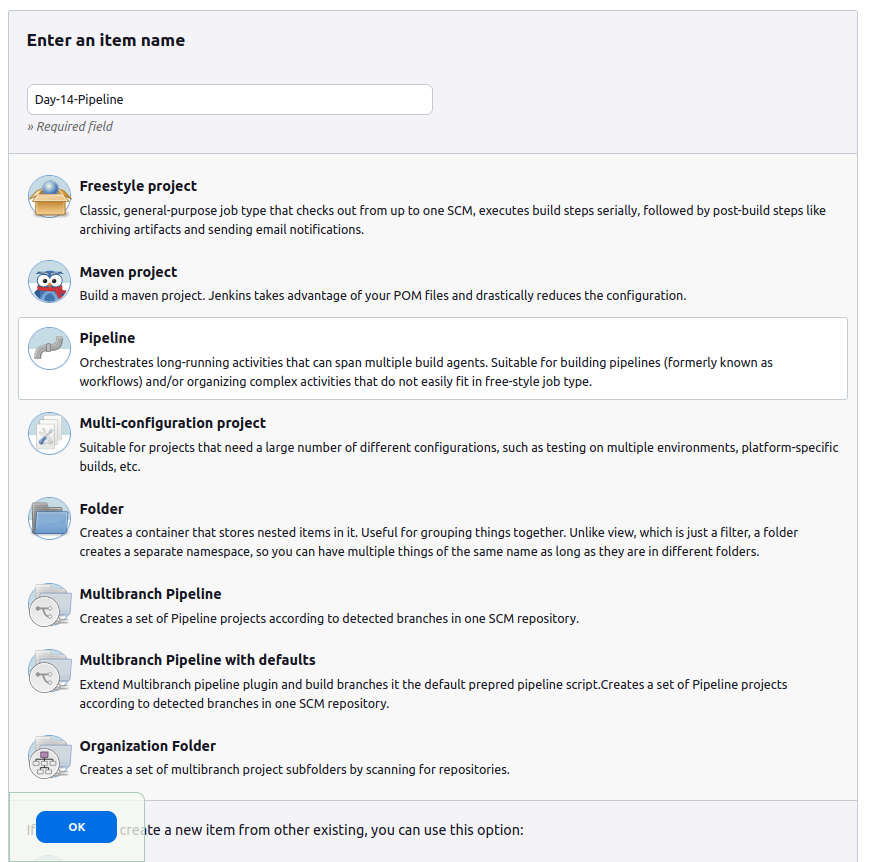 Enter an item name
Day-14-Pipeline
» Required field
Freestyle project
Classic, general-purpose job type that checks out from up to one SCM, executes build steps serially, followed by post-build steps like
archiving artifacts and sending email notifications.
Maven project
Build a maven project. Jenkins takes advantage of your POM files and drastically reduces the configuration.
Pipeline
Orchestrates long-running activities that can span multiple build agents. Suitable for building pipelines (formerly known as
workflows) and/or organizing complex activities that do not easily fit in free-style job type.
Multi-configuration project
Suitable for projects that need a large number of different configurations, such as testing on multiple environments, platform-specific
builds, etc.
Folder
Creates a container that stores nested items in it. Useful for grouping things together. Unlike view, which is just a filter, a folder
creates a separate namespace, so you can have multiple things of the same name as long as they are in different folders.
Multibranch Pipeline
Creates a set of Pipeline projects according to detected branches in one SCM repository.
Multibranch Pipeline with defaults
Extend Multibranch pipeline plugin and build branches it the default prepred pipeline script.Creates a set of Pipeline projects
according to detected branches in one SCM repository.
Organization Folder
Creates a set of multibranch project subfolders by scanning for repositories.
OK
If create a new item from other existing, you can use this option: